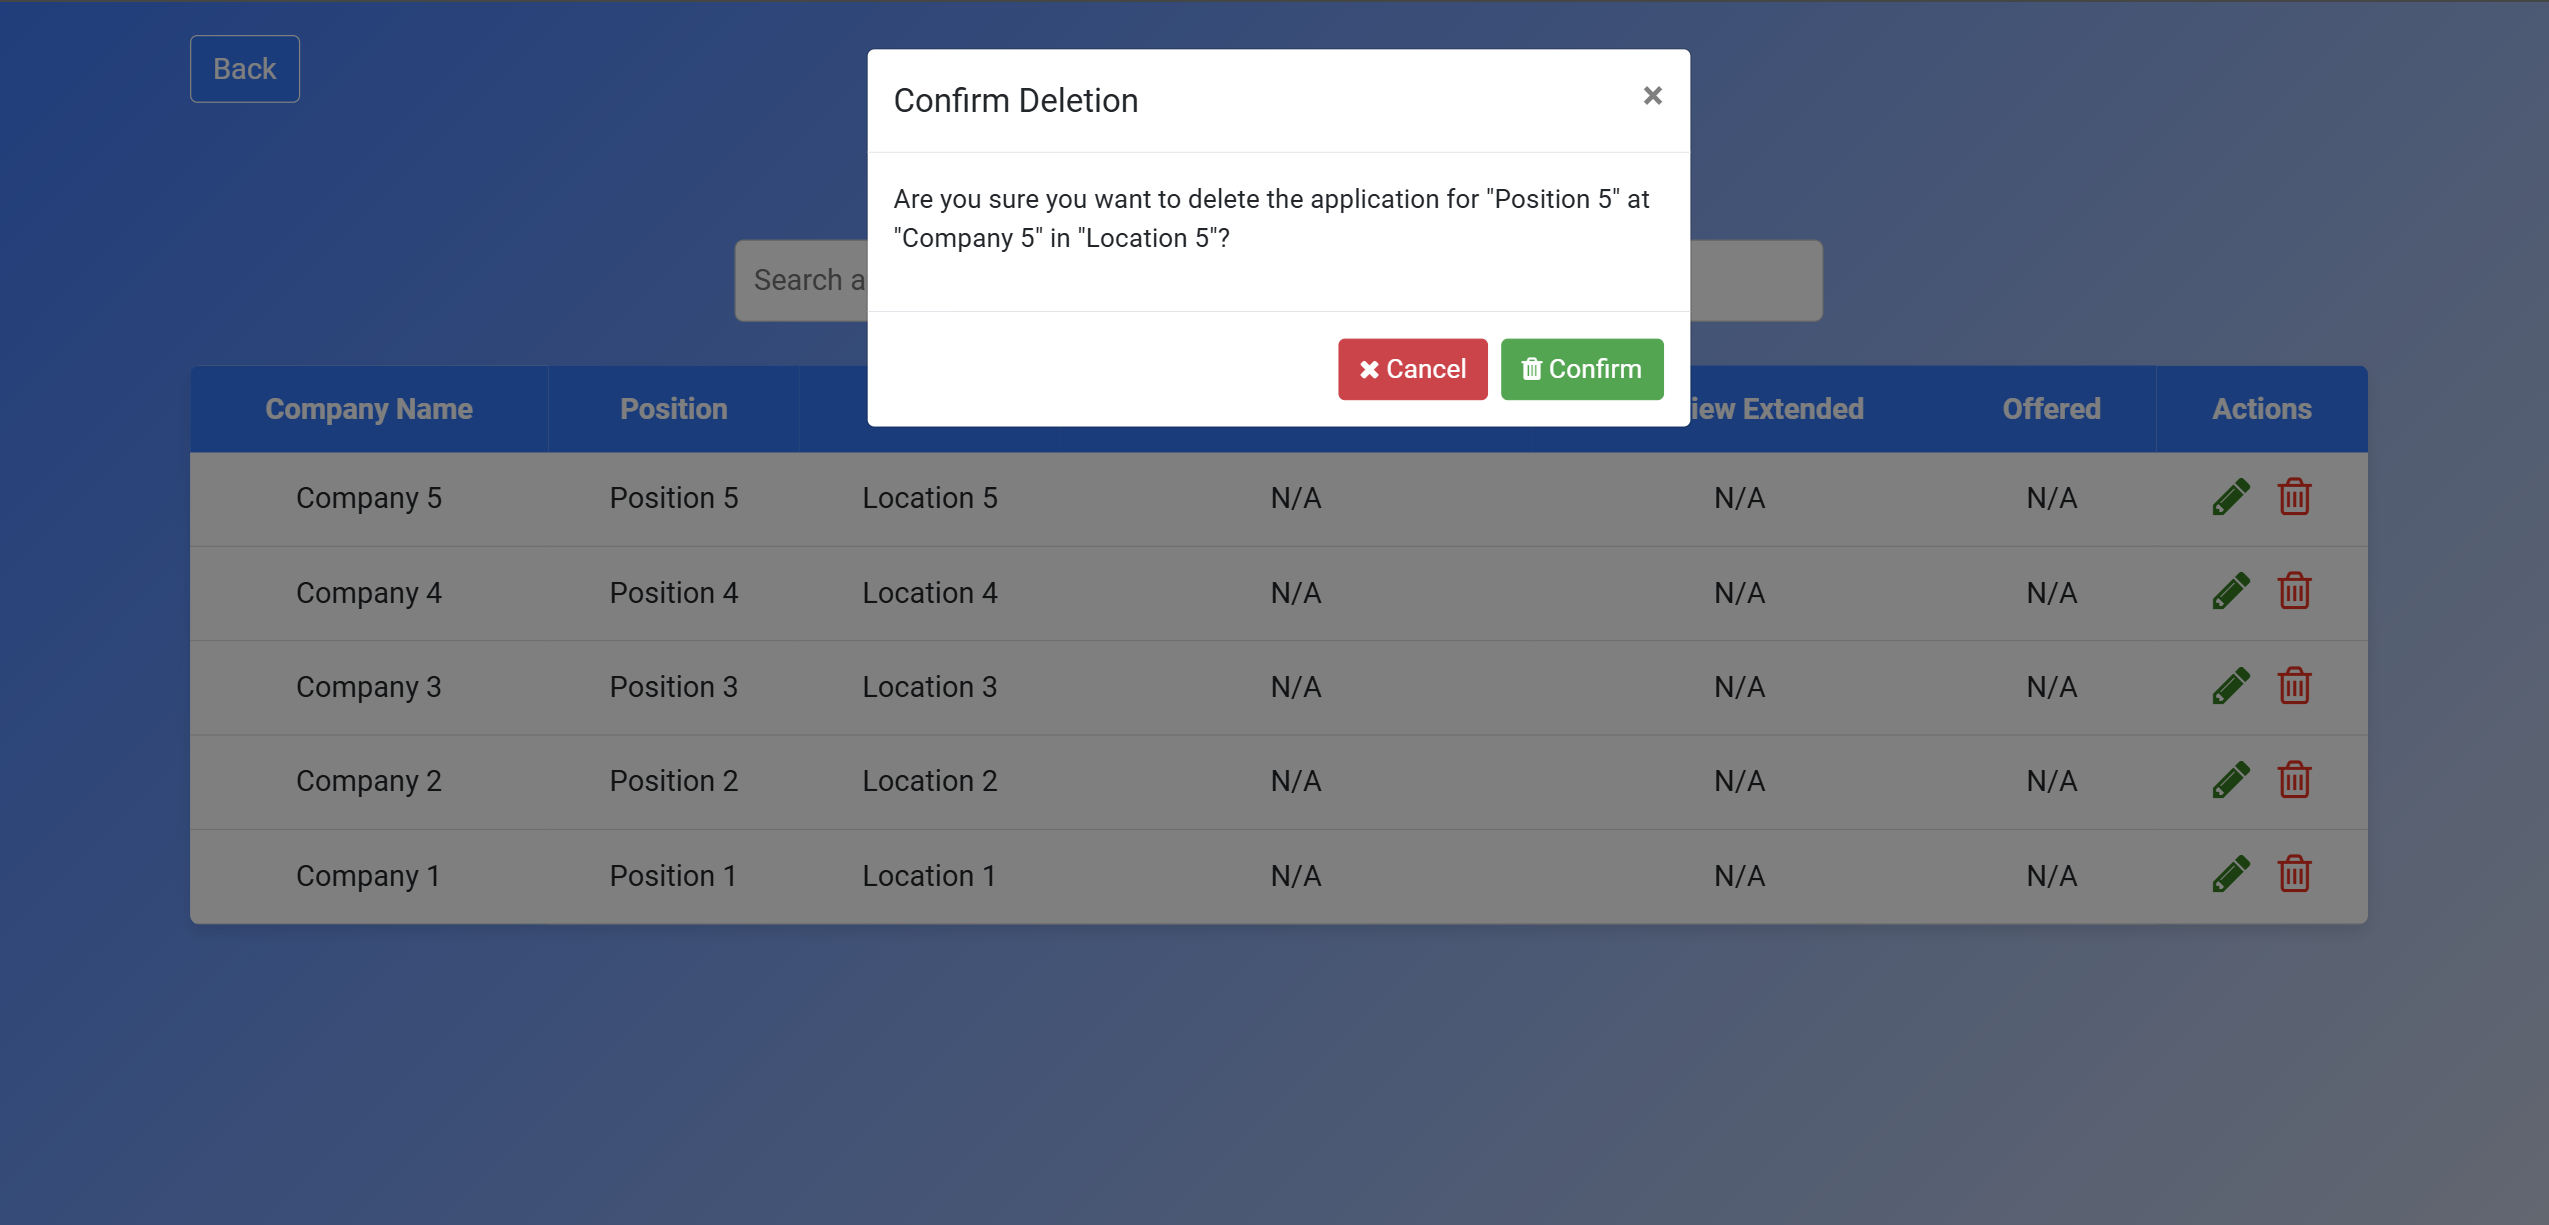 Back
Confirm Deletion
×
Are you sure you want to delete the application for "Position 5" at
"Company 5" in "Location 5"?
Search a
Cancel Confirm
Company Name Position iew Extended Offered Actions
Company 5 Position 5 Location 5 N/A N/A N/A
Company 4 Position 4 Location 4 N/A N/A N/A
Company 3 Position 3 Location 3 N/A N/A N/A
Company 2 Position 2 Location 2 N/A N/A N/A
Company 1 Position 1 Location 1 N/A N/A N/A